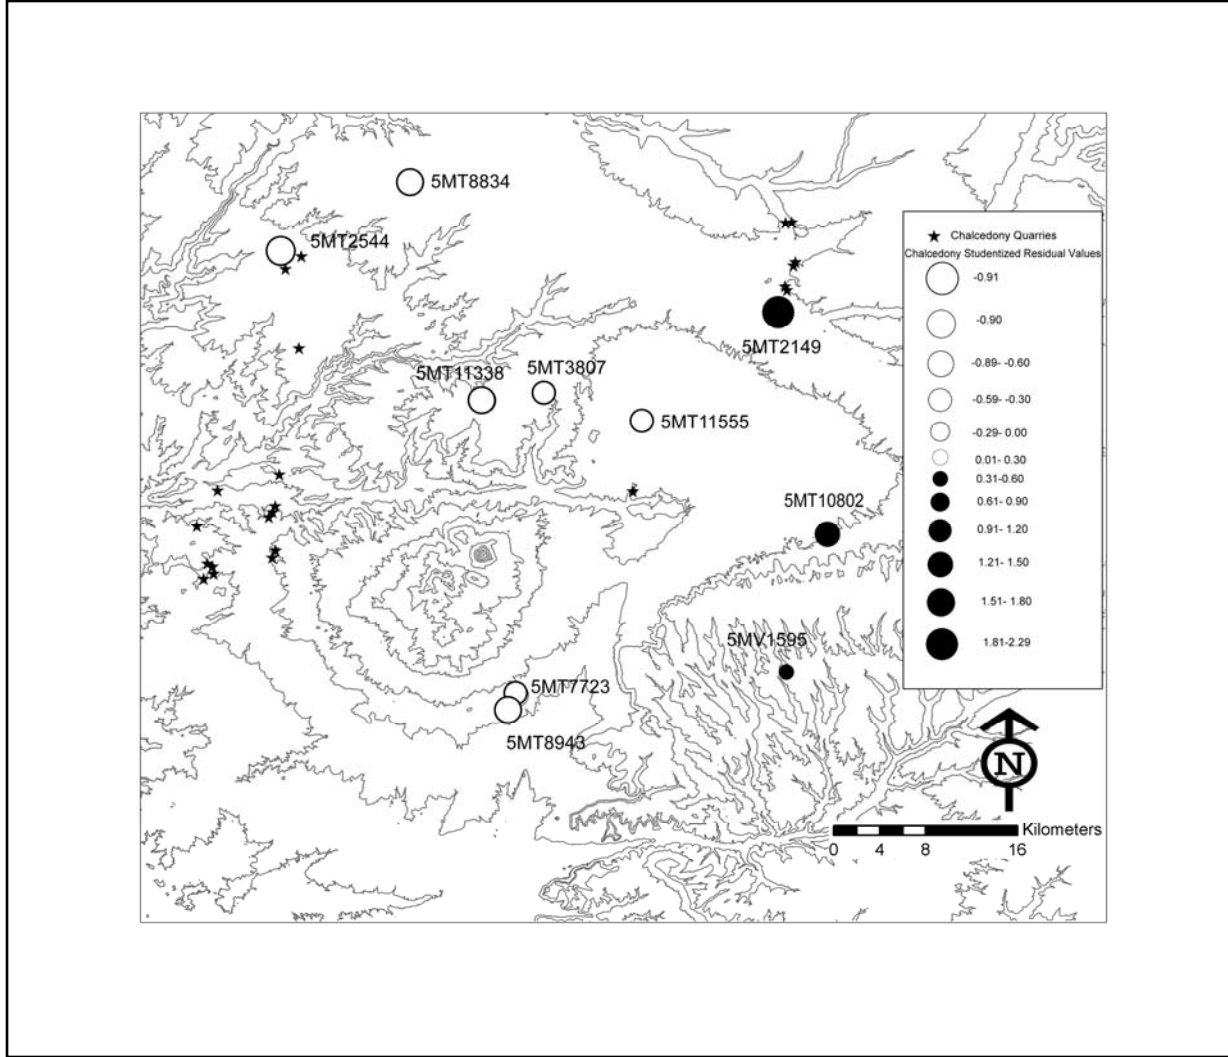 5MT8834
5MT2544
Chalcedony Quarries
Chalcedony Studentized Residual Values
-0.91
-0.90
-0.89- -0.60
-0.59- -0.30
-0.29- 0.00
0.01- 0.30
0.31-0.60
0.61- 0.90
0.91- 1.20
1.21- 1.50
1.51- 1.80
1.81-2.29
5MT2149
5MT11338
5MT3807
5MT11555
5MT10802
5MV1595
5MT7723
5MT8943
N
Kilometers
0 4 8 16